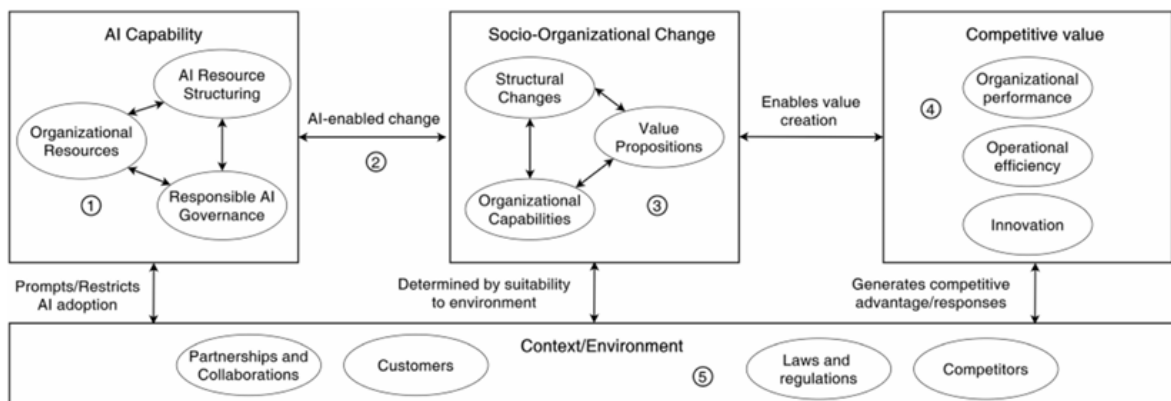 AI Capability
AI Resource
Structuring
Organizational
Resources
Responsible AI
Governance
①
AI-enabled change
②
Socio-Organizational Change
Structural
Changes
Value
Propositions
Organizational
Capabilities
③
Enables value
creation
Competitive value
Organizational
performance
④
Operational
efficiency
Innovation
Prompts/Restricts
AI adoption
Determined by suitability
to environment
Generates competitive
advantage/responses
Context/Environment
Partnerships and
Collaborations
Customers
⑤
Laws and
regulations
Competitors